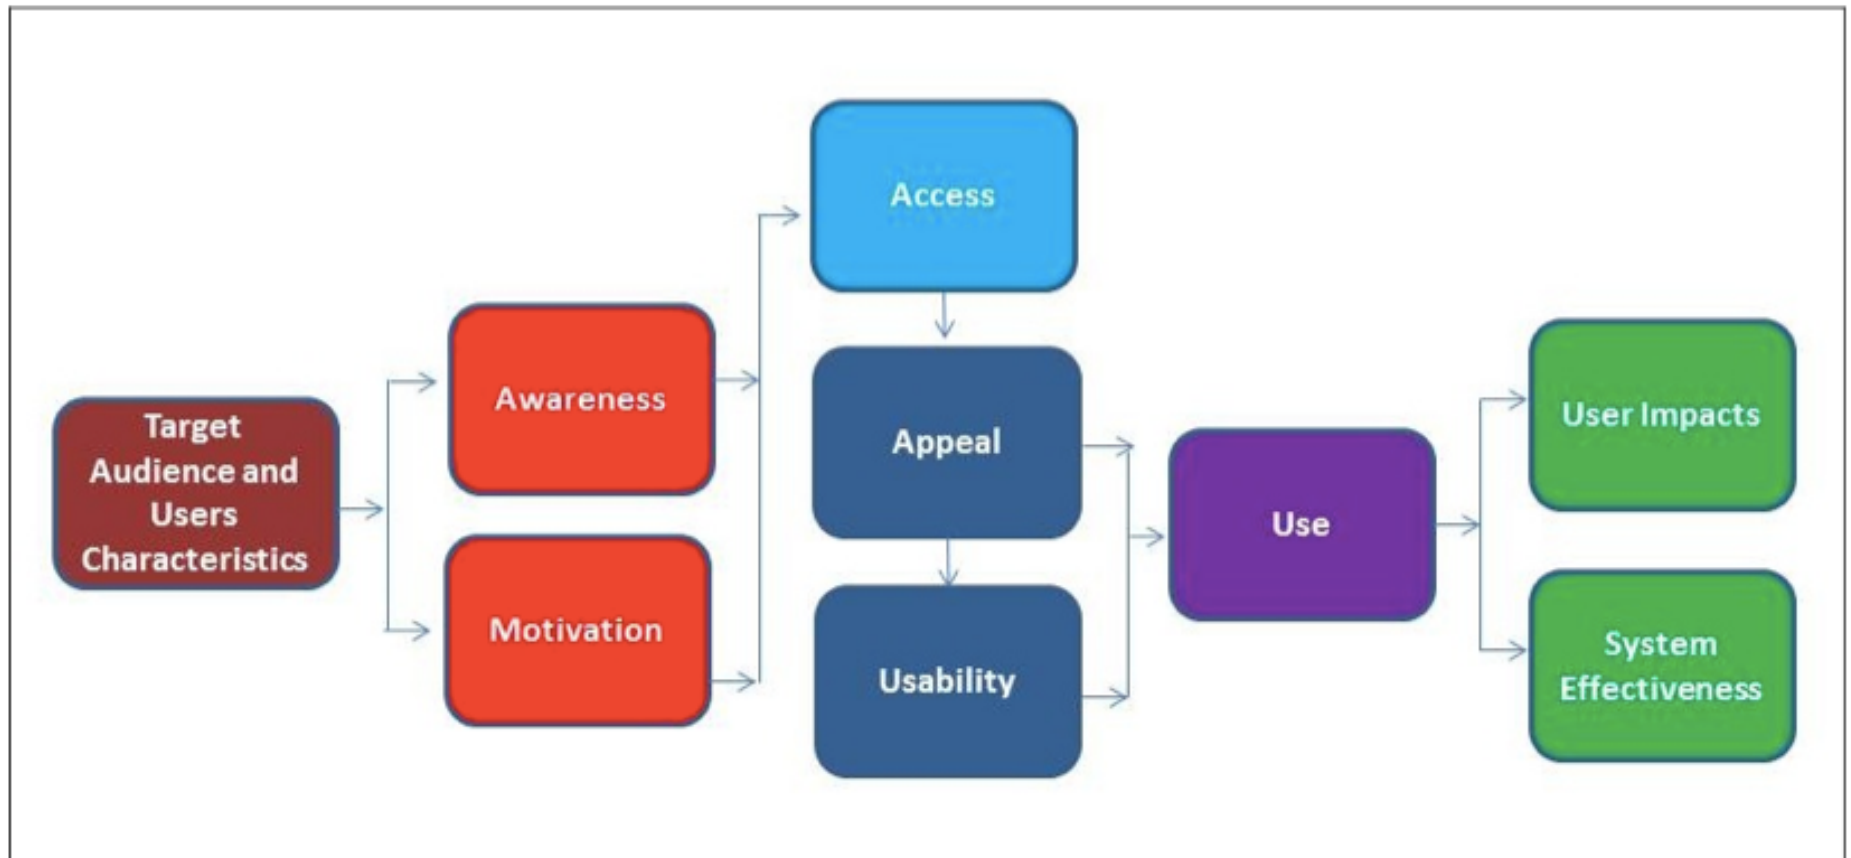 Target
Audience and
Users
Characteristics
Awareness
Motivation
Access
Appeal
Usability
Use
User Impacts
System
Effectiveness